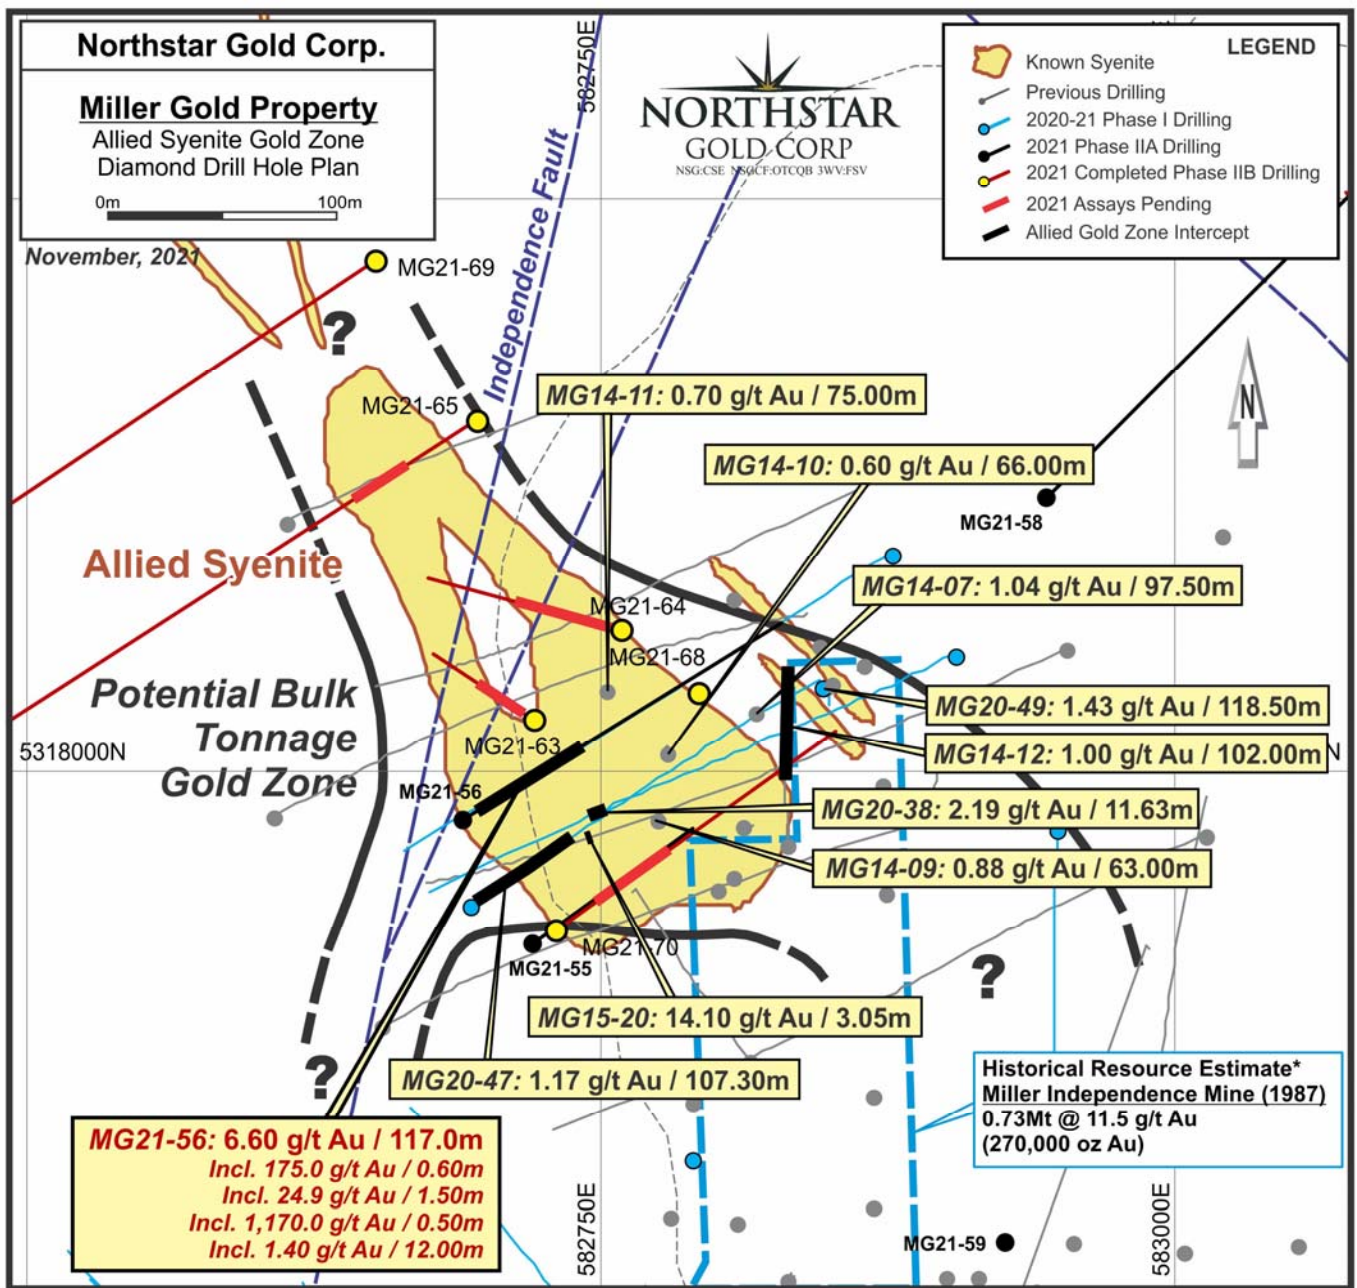 Northstar Gold Corp.
Miller Gold Property
Allied Syenite Gold Zone
Diamond Drill Hole Plan
0m 100m
November, 2021
582750E
NORTHSTAR
GOLD CORP
NSG:CSE NSGCF:OTCQB 3WV:FSV
LEGEND
Known Syenite
Previous Drilling
2020-21 Phase I Drilling
2021 Phase IIA Drilling
2021 Completed Phase IIB Drilling
2021 Assays Pending
Allied Gold Zone Intercept
N
MG21-69
?
Independence Fault
MG21-65
MG14-11: 0.70 g/t Au / 75.00m
MG14-10: 0.60 g/t Au / 66.00m
MG21-58
Allied Syenite
MG14-07: 1.04 g/t Au / 97.50m
MG21-64
MG21-68
Potential Bulk
Tonnage
Gold Zone
MG20-49: 1.43 g/t Au / 118.50m
MG21-63
MG14-12: 1.00 g/t Au / 102.00m
5318000N
N
MG21-56
MG20-38: 2.19 g/t Au / 11.63m
MG14-09: 0.88 g/t Au / 63.00m
MG21-70
MG21-55
?
MG15-20: 14.10 g/t Au / 3.05m
?
MG20-47: 1.17 g/t Au / 107.30m
Historical Resource Estimate*
Miller Independence Mine (1987)
0.73Mt @ 11.5 g/t Au
(270,000 oz Au)
MG21-56: 6.60 g/t Au / 117.0m
Incl. 175.0 g/t Au / 0.60m
Incl. 24.9 g/t Au / 1.50m
Incl. 1,170.0 g/t Au / 0.50m
Incl. 1.40 g/t Au / 12.00m
582750E
583000E
MG21-59